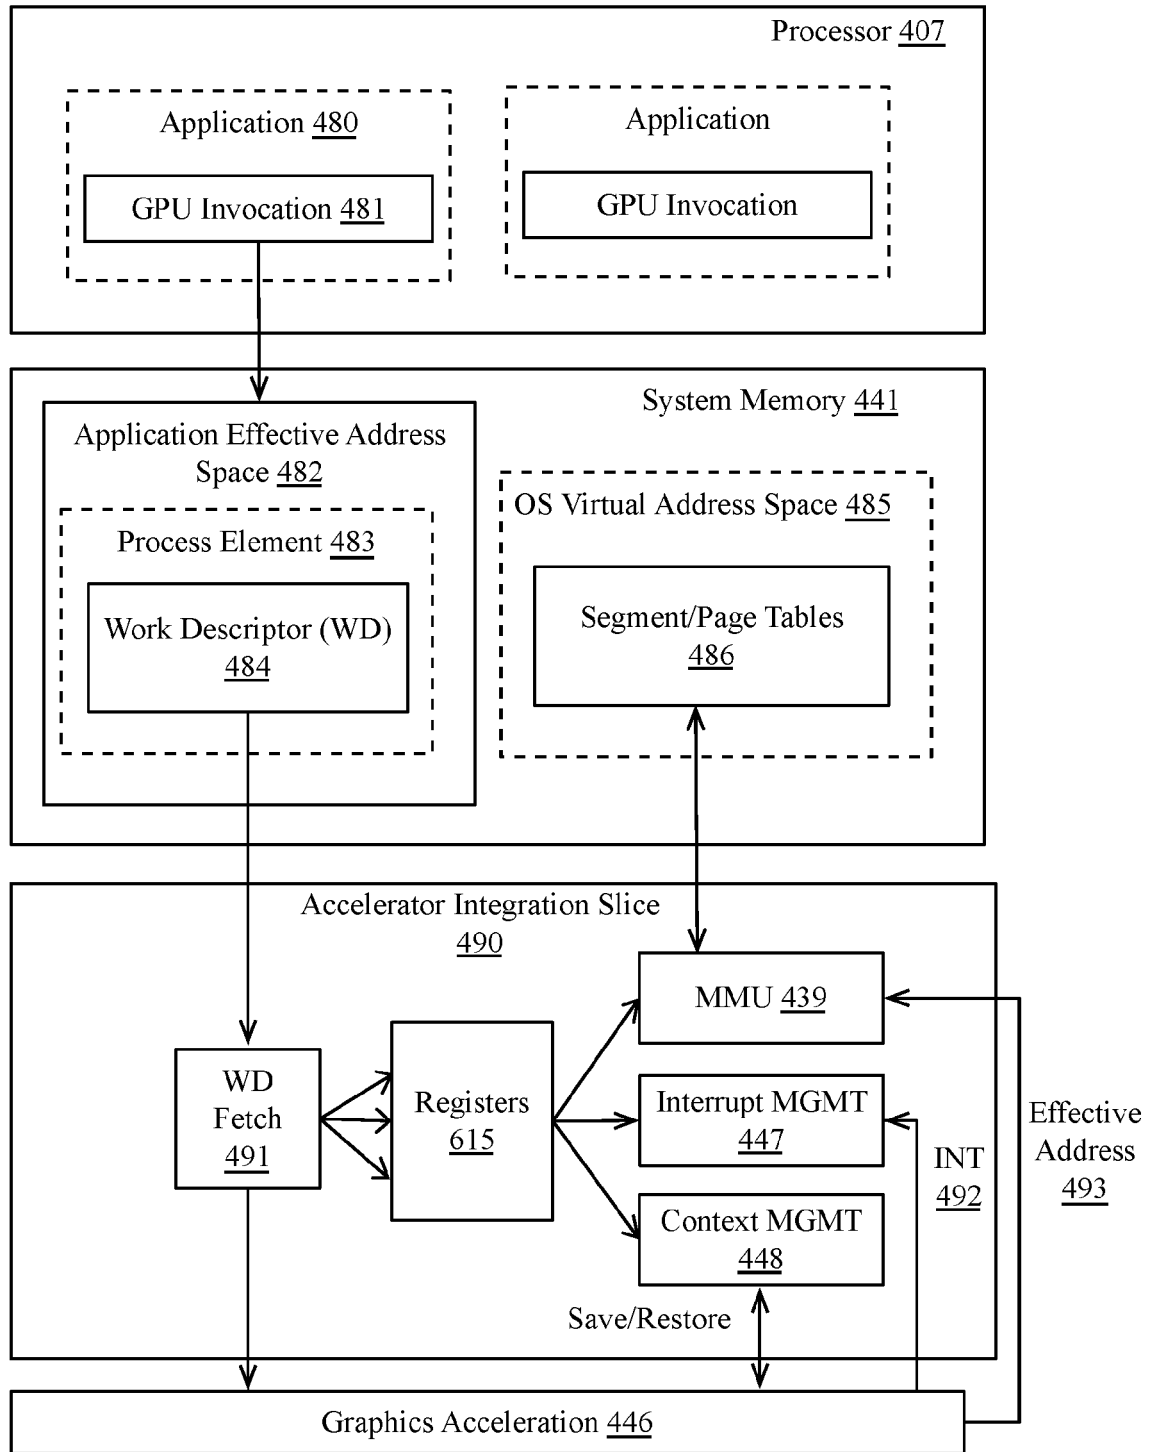 Processor 407
Application 480
Application
GPU Invocation 481
GPU Invocation
System Memory 441
Application Effective Address
Space 482
OS Virtual Address Space 485
Process Element 483
Work Descriptor (WD)
484
Segment/Page Tables
486
Accelerator Integration Slice
490
MMU 439
WD
Fetch
491
Registers
615
Interrupt MGMT
447
Context MGMT
448
INT
492
Effective
Address
493
Save/Restore
Graphics Acceleration 446